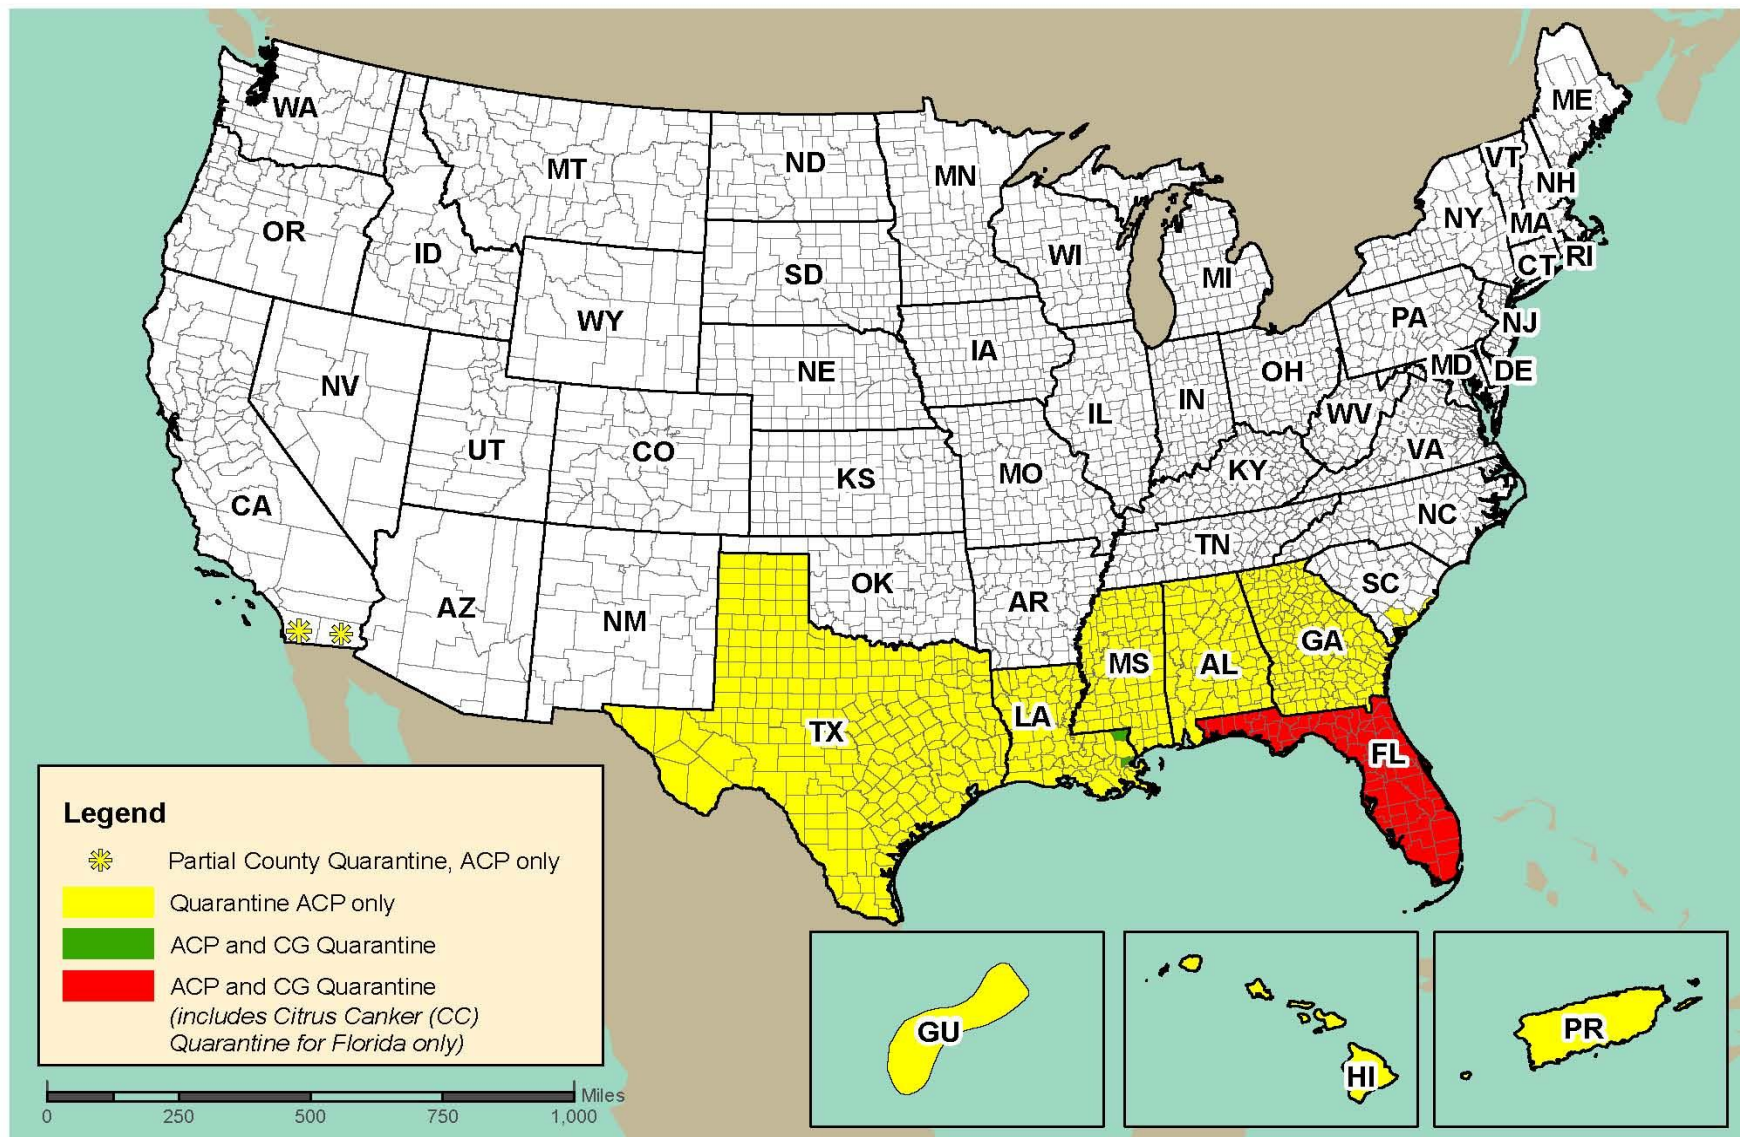 WA
MT
ND
MN
ME
VT
NH
OR
ID
SD
WI
MI
NY
MA
CT
RI
WY
IA
PA
NJ
NV
NE
IL
IN
OH
MD
DE
UT
CO
KS
MO
KY
WV
VA
CA
NC
AZ
NM
OK
AR
TN
SC
TX
LA
MS
AL
GA
FL
Legend
Partial County Quarantine, ACP only
Quarantine ACP only
ACP and CG Quarantine
ACP and CG Quarantine
(includes Citrus Canker (CC)
Quarantine for Florida only)
Miles
0 250 500 750 1,000
GU
HI
PR